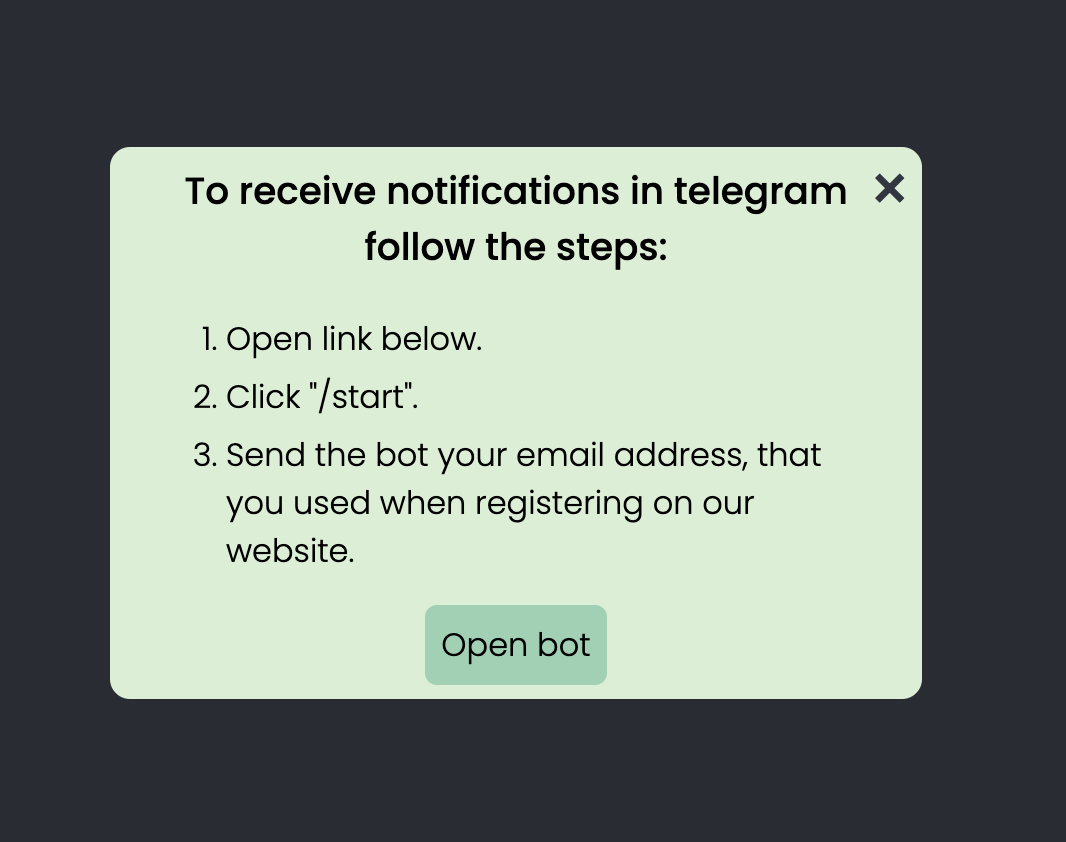 To receive notifications in telegram
follow the steps:
1. Open link below.
2. Click "/start".
3. Send the bot your email address, that
you used when registering on our
website.
Open bot